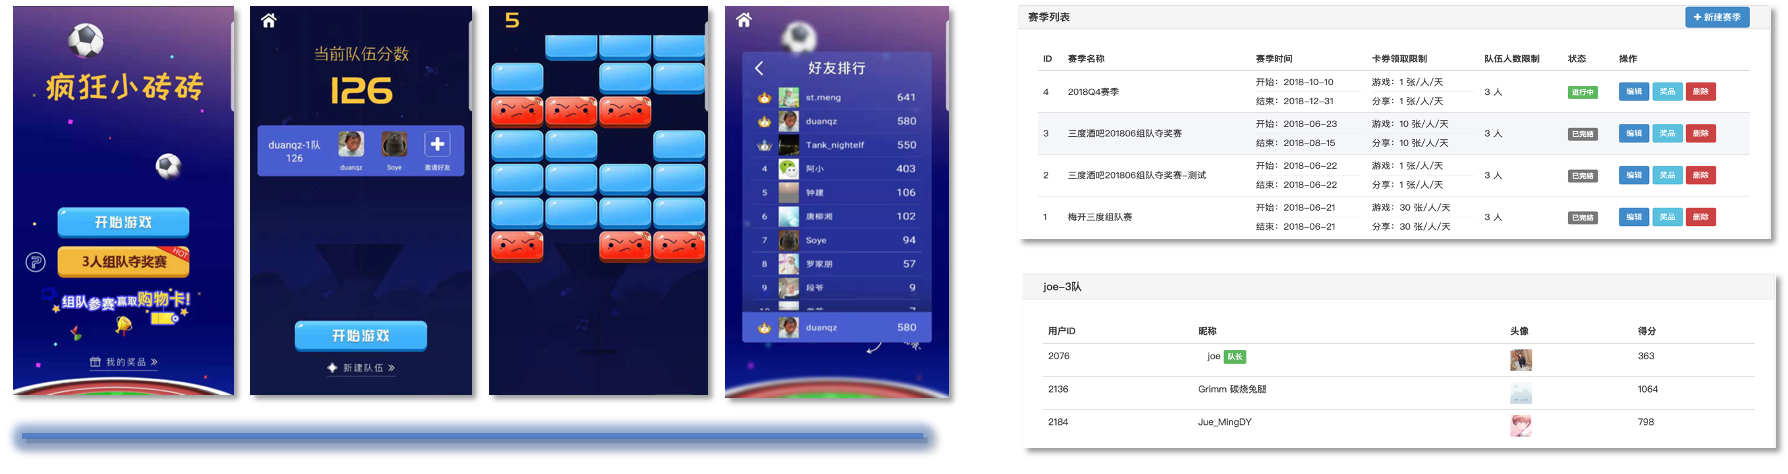 疯狂小砖砖
开始游戏
3人组队夺奖赛
HOT
组队参赛·赢取购物卡!
我的奖品
当前队伍分数
126
duanqz-1队
126
duanqz
Soye
邀请好友
开始游戏
新建队伍
5
好友排行
st.meng 641
duanqz 580
Tank_nightelf 550
4 阿小 403
5 钟建 106
6 唐柳湘 102
7 Soye 94
8 罗家朋 57
9 段爷 9
duanqz 580
赛季列表
+ 新建赛季
ID 赛季名称 赛季时间 卡券领取限制 队伍人数限制 状态 操作
4 2018Q4赛季 开始: 2018-10-10 游戏: 1 张/人/天 3 人 进行中 编辑 奖品 删除
结束: 2018-12-31 分享: 1 张/人/天
3 三度酒吧201806组队夺奖赛 开始: 2018-06-23 游戏: 10 张/人/天 3 人 已完结 编辑 奖品 删除
结束: 2018-08-15 分享: 10 张/人/天
2 三度酒吧201806组队夺奖赛-测试 开始: 2018-06-22 游戏: 1 张/人/天 3 人 已完结 编辑 奖品 删除
结束: 2018-06-22 分享: 1 张/人/天
1 梅开三度组队赛 开始: 2018-06-21 游戏: 30 张/人/天 3 人 已完结 编辑 奖品 删除
结束: 2018-06-21 分享: 30 张/人/天
joe-3队
用户ID 昵称 头像 得分
2076 joe 队长 363
2136 Grimm 碳烧兔腿 1064
2184 Jue_MingDY 798